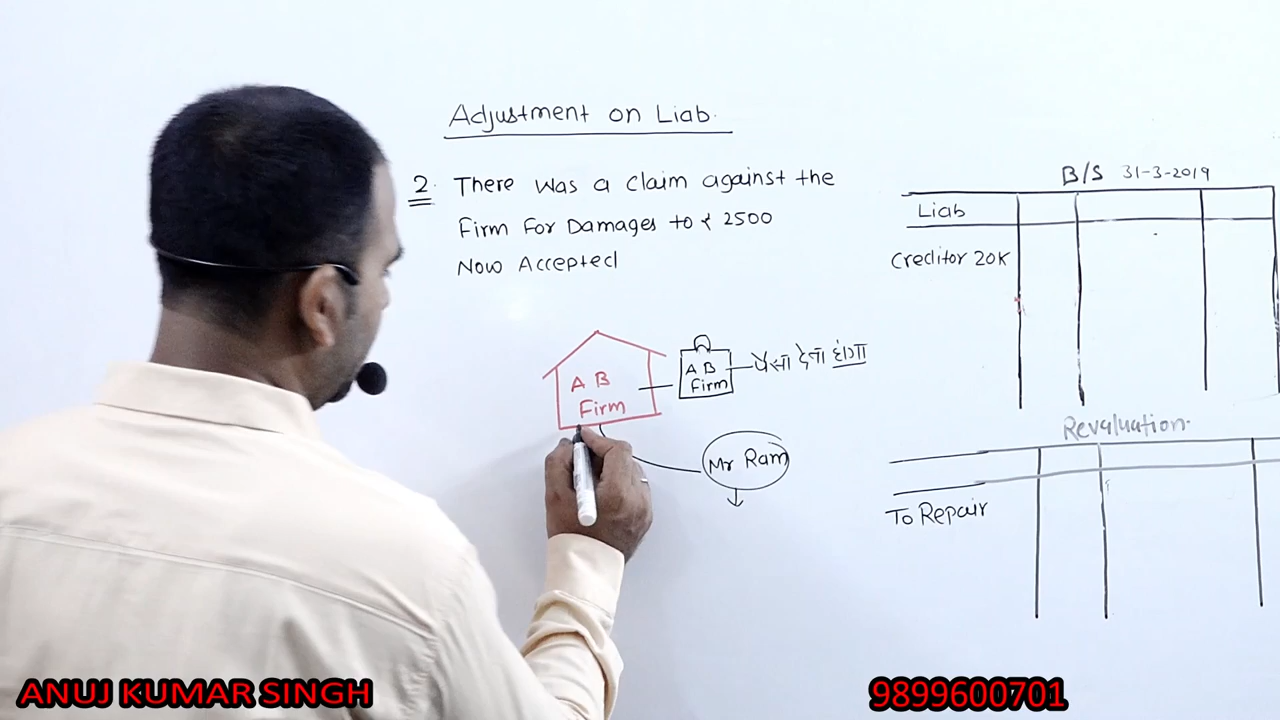 Adjustment on Liab.
2. There was a Claim against the
Firm For Damages to ₹ 2500
Now Accepted
A B
Firm
A B
Firm
पैसा देना होगा
Mr Ram
B/S 31-3-2019
Liab
Creditor 20K
Revaluation
To Repair
ANUJ KUMAR SINGH
9899600701